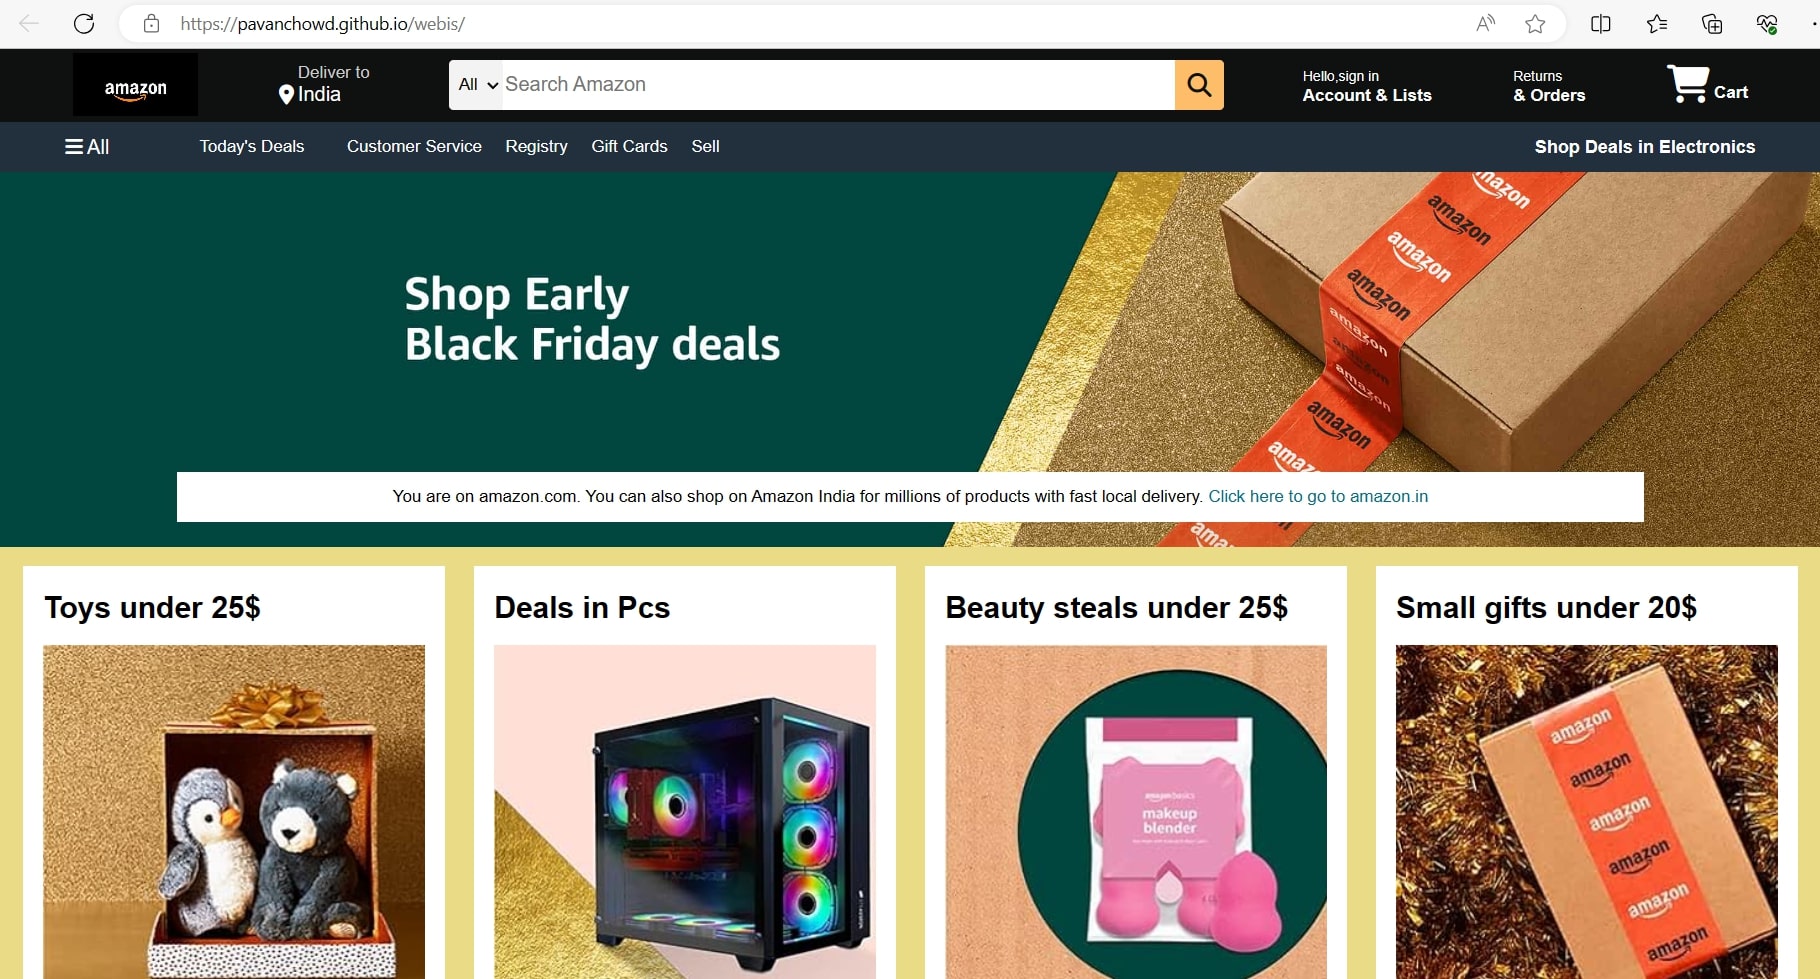 https://pavanchowd.github.io/webis/
amazon
Deliver to
India
All
Search Amazon
Hello,sign in
Account & Lists
Returns
& Orders
Cart
All
Today's Deals
Customer Service
Registry
Gift Cards
Sell
Shop Deals in Electronics
Shop Early
Black Friday deals
amazon
amazon
amazon
amazon
amazon
amazon
amazon
You are on amazon.com. You can also shop on Amazon India for millions of products with fast local delivery. Click here to go to amazon.in
Toys under 25$
Deals in Pcs
Beauty steals under 25$
Small gifts under 20$
amazon basics
makeup
blender
amazon
amazon
amazon
amazon
amazon
amazon